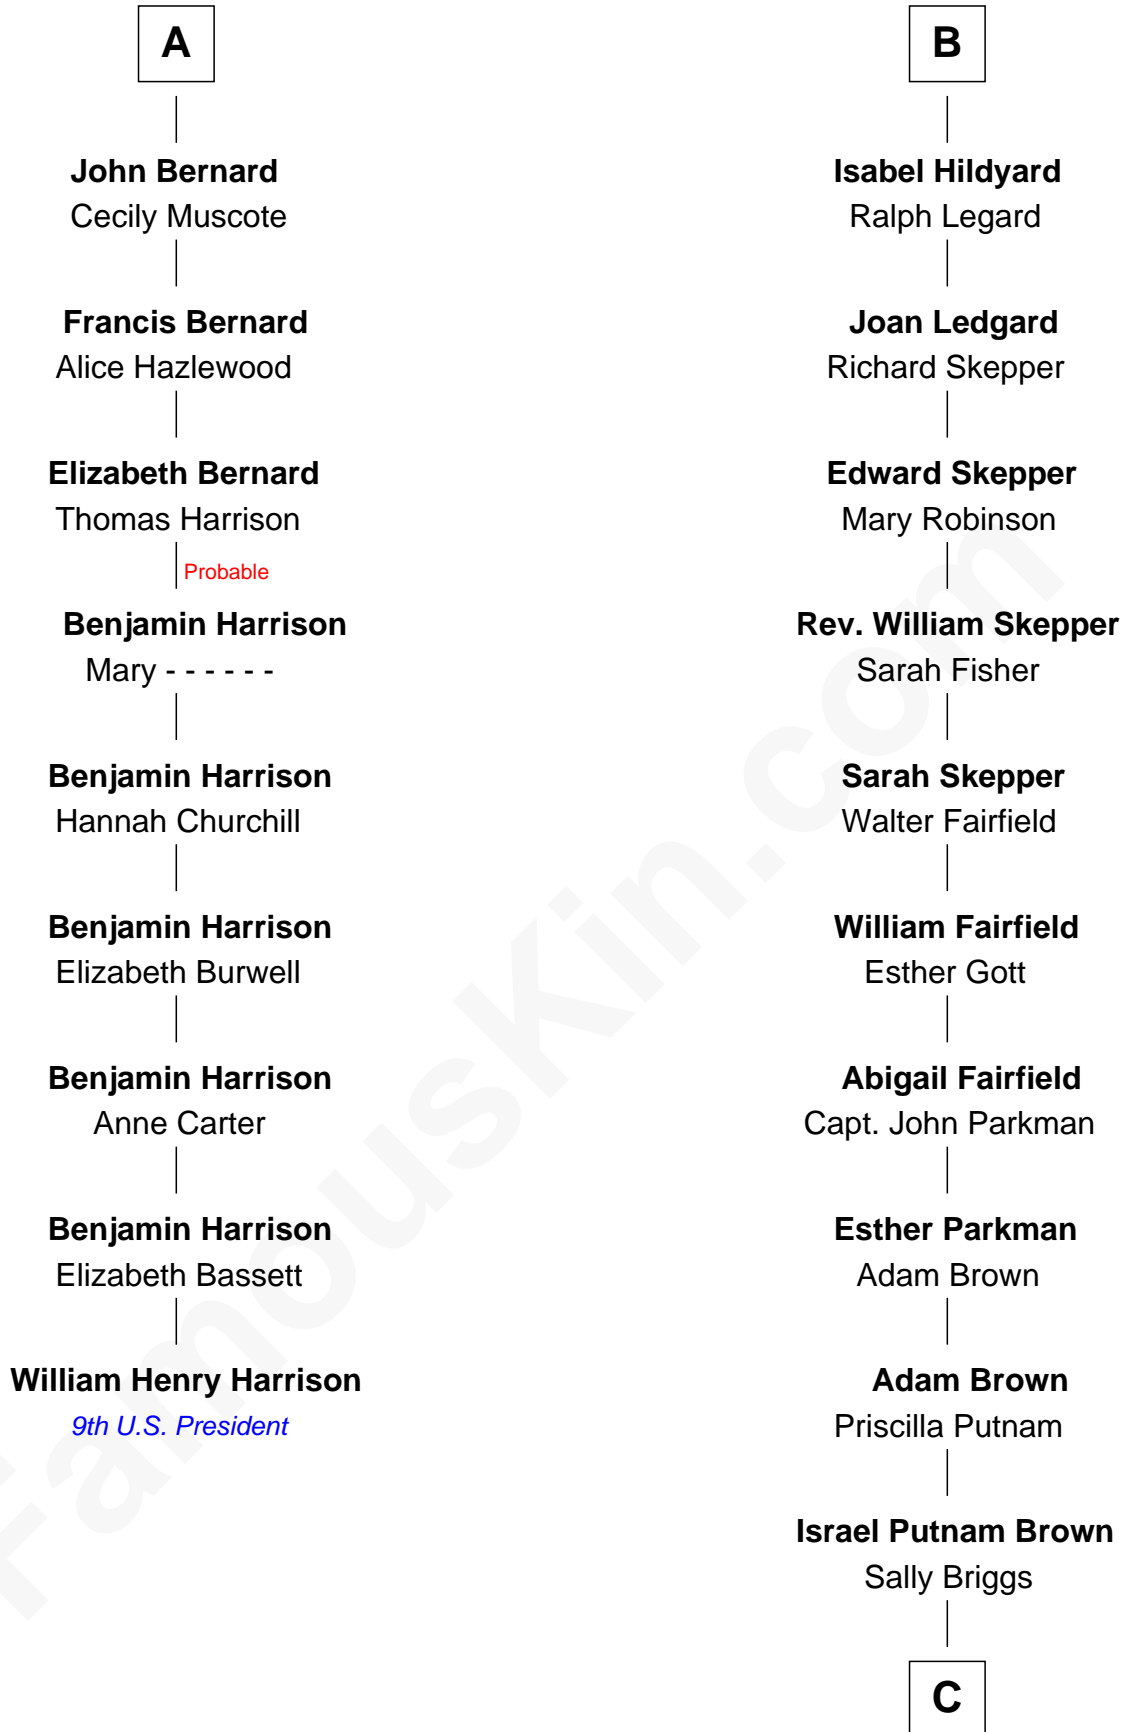 A
John Bernard
Cecily Muscote
Francis Bernard
Alice Hazlewood
Elizabeth Bernard
Thomas Harrison
Probable
Benjamin Harrison
Mary - - - - - -
Benjamin Harrison
Hannah Churchill
Benjamin Harrison
Elizabeth Burwell
Benjamin Harrison
Anne Carter
Benjamin Harrison
Elizabeth Bassett
William Henry Harrison
9th U.S. President
B
Isabel Hildyard
Ralph Legard
Joan Ledgard
Richard Skepper
Edward Skepper
Mary Robinson
Rev. William Skepper
Sarah Fisher
Sarah Skepper
Walter Fairfield
William Fairfield
Esther Gott
Abigail Fairfield
Capt. John Parkman
Esther Parkman
Adam Brown
Adam Brown
Priscilla Putnam
Israel Putnam Brown
Sally Briggs
C
FamousKin.com